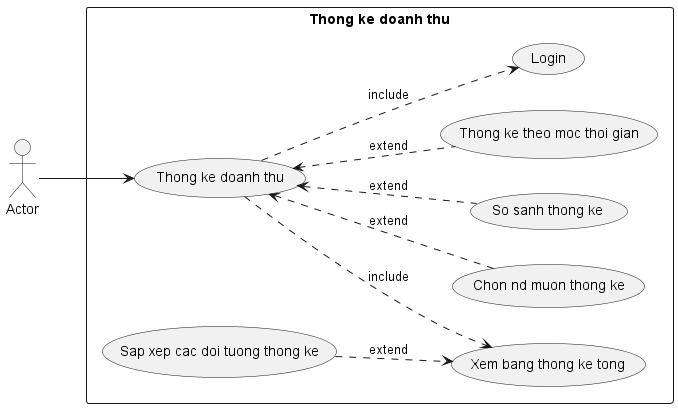 Thong ke doanh thu
Login
include
Thong ke theo moc thoi gian
extend
Thong ke doanh thu
extend
So sanh thong ke
Actor
extend
Chon nd muon thong ke
include
Sap xep cac doi tuong thong ke
extend
Xem bang thong ke tong